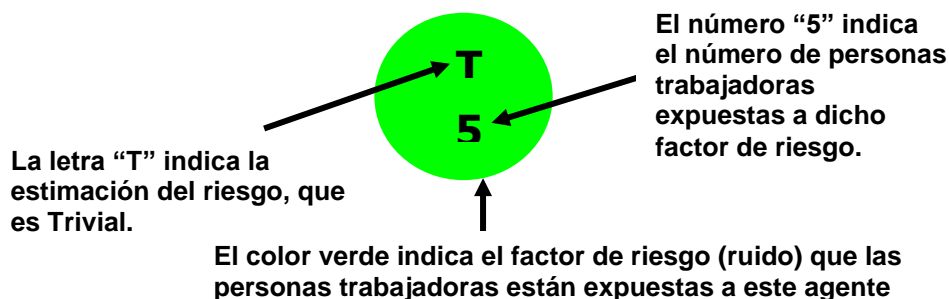 T
5
El número “5” indica
el número de personas
trabajadoras
expuestas a dicho
factor de riesgo.
La letra “T” indica la
estimación del riesgo, que
es Trivial.
El color verde indica el factor de riesgo (ruido) que las
personas trabajadoras están expuestas a este agente